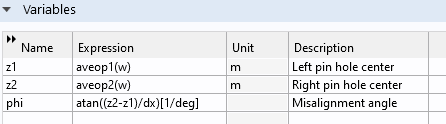 Variables
Name Expression Unit Description
z1 aveop1(w) m Left pin hole center
z2 aveop2(w) m Right pin hole center
phi atan((z2-z1)/dx)[1/deg] Misalignment angle